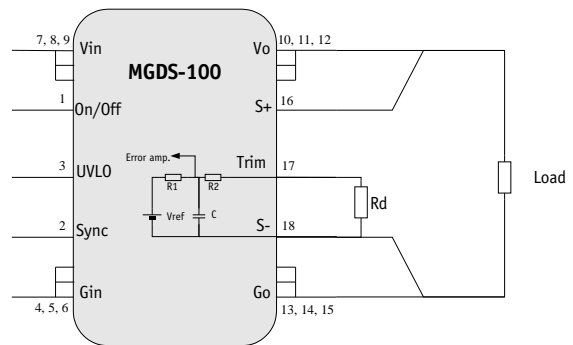 7, 8, 9
Vin
Vo
10, 11, 12
MGDS-100
1
On/Off
S+
16
3
UVLO
Error amp.
Trim
17
R1
R2
Rd
Load
Vref
C
2
Sync
S-
18
Gin
4, 5, 6
Go
13, 14, 15